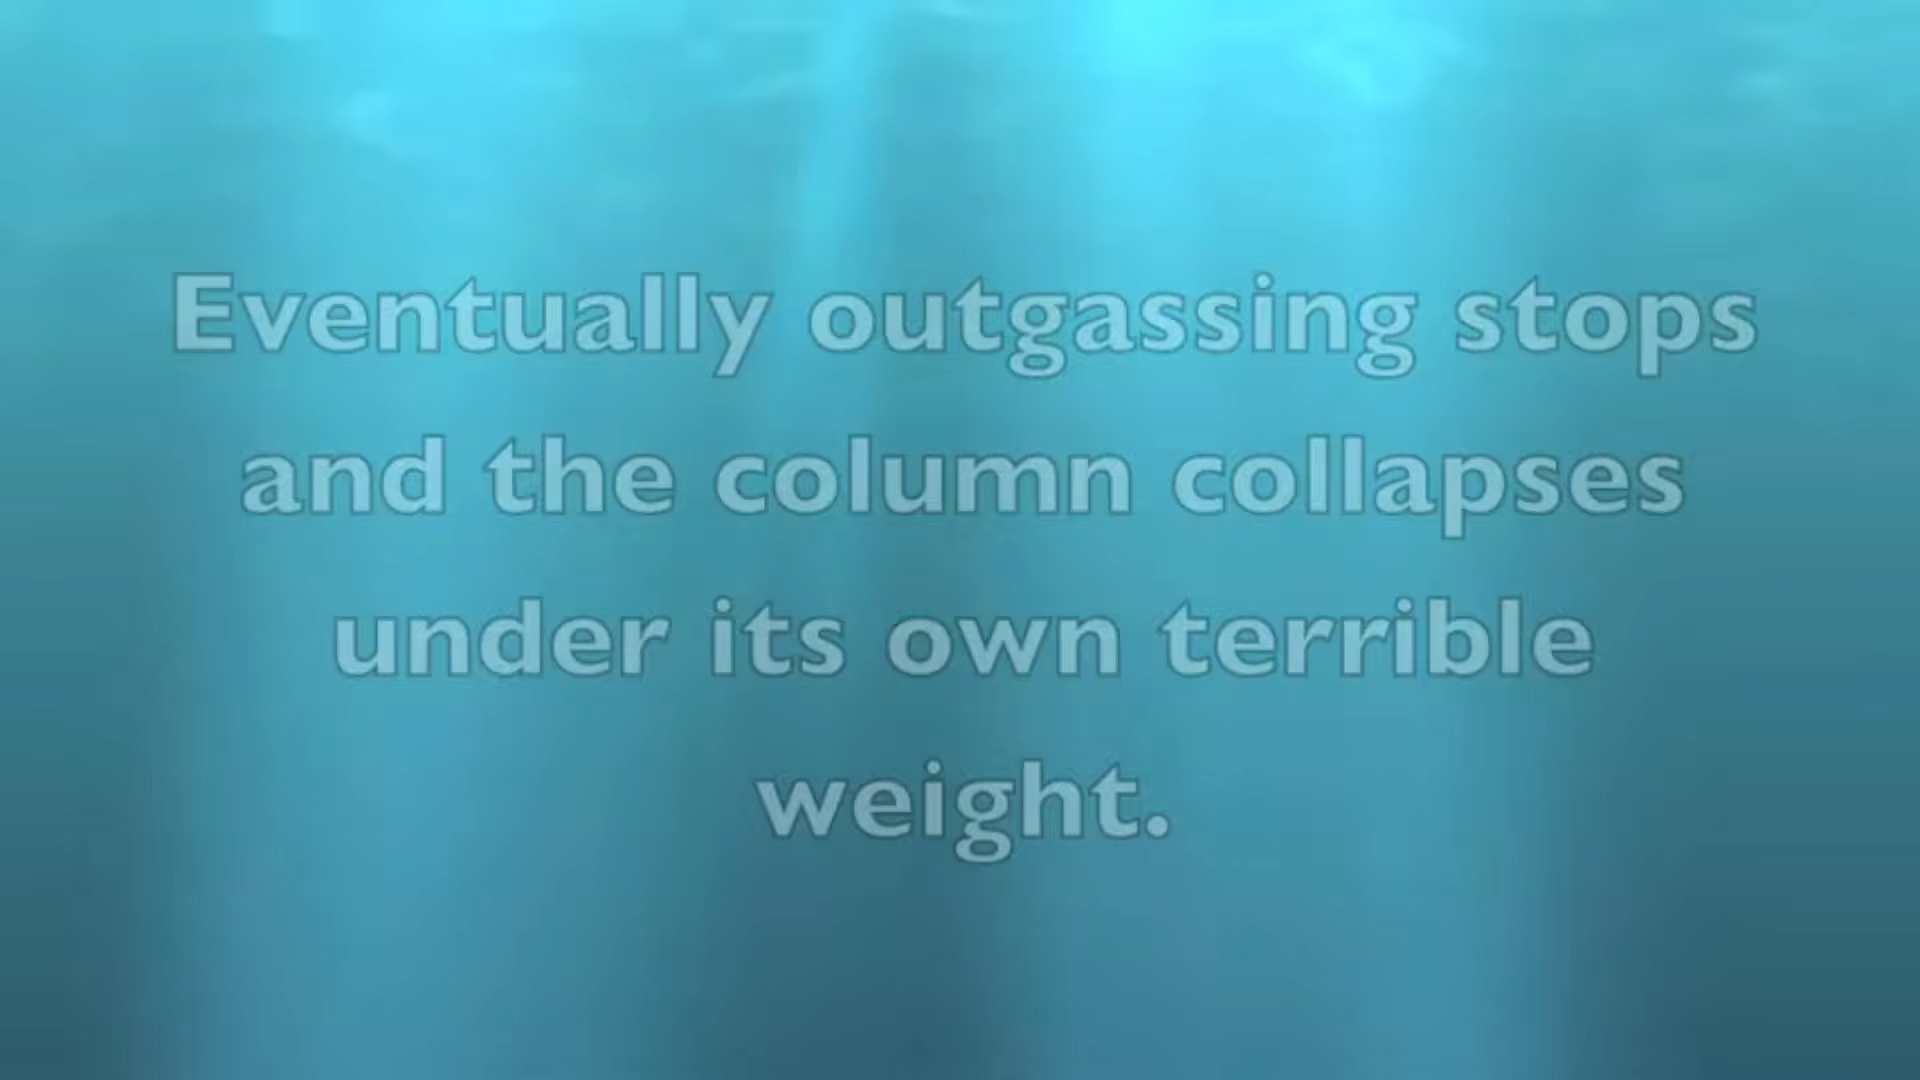 Eventually outgassing stops
and the column collapses
under its own terrible
weight.